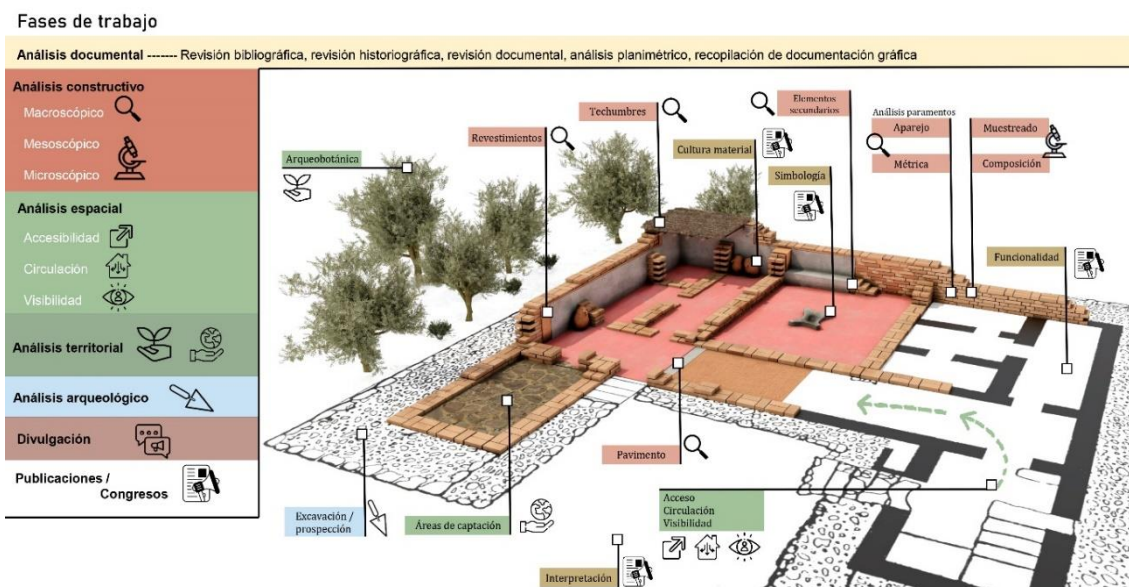 Fases de trabajo
Análisis documental ------- Revisión bibliográfica, revisión historiográfica, revisión documental, análisis planimétrico, recopilación de documentación gráfica
Análisis constructivo
Macroscópico
Mesoscópico
Microscópico
Análisis espacial
Accesibilidad
Circulación
Visibilidad
Análisis territorial
Análisis arqueológico
Divulgación
Publicaciones /
Congresos
Arqueobotánica
Revestimientos
Techumbres
Cultura material
Elementos
secundarios
Simbología
Análisis paramentos
Aparejo
Métrica
Muestreado
Composición
Funcionalidad
Pavimento
Excavación /
prospección
Áreas de captación
Acceso
Circulación
Visibilidad
Interpretación